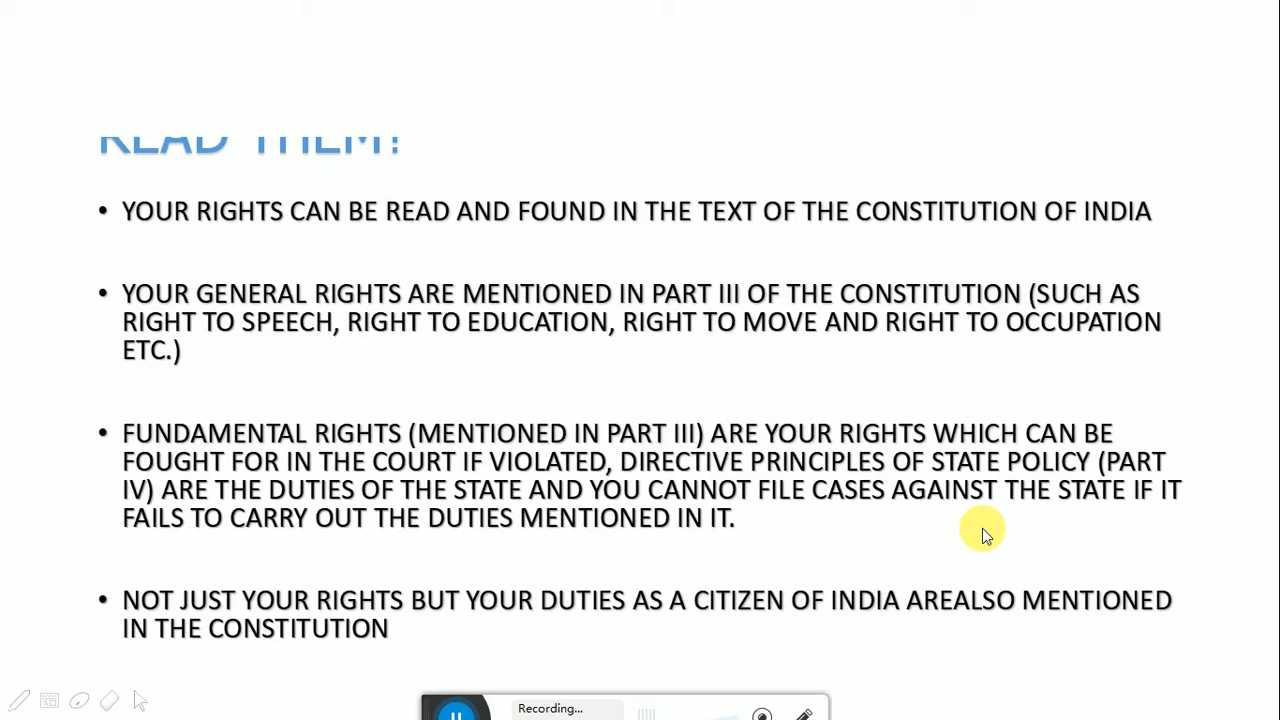 READ THEM?
• YOUR RIGHTS CAN BE READ AND FOUND IN THE TEXT OF THE CONSTITUTION OF INDIA
• YOUR GENERAL RIGHTS ARE MENTIONED IN PART III OF THE CONSTITUTION (SUCH AS
RIGHT TO SPEECH, RIGHT TO EDUCATION, RIGHT TO MOVE AND RIGHT TO OCCUPATION
ETC.)
• FUNDAMENTAL RIGHTS (MENTIONED IN PART III) ARE YOUR RIGHTS WHICH CAN BE
FOUGHT FOR IN THE COURT IF VIOLATED, DIRECTIVE PRINCIPLES OF STATE POLICY (PART
IV) ARE THE DUTIES OF THE STATE AND YOU CANNOT FILE CASES AGAINST THE STATE IF IT
FAILS TO CARRY OUT THE DUTIES MENTIONED IN IT.
• NOT JUST YOUR RIGHTS BUT YOUR DUTIES AS A CITIZEN OF INDIA AREALSO MENTIONED
IN THE CONSTITUTION
Recording...